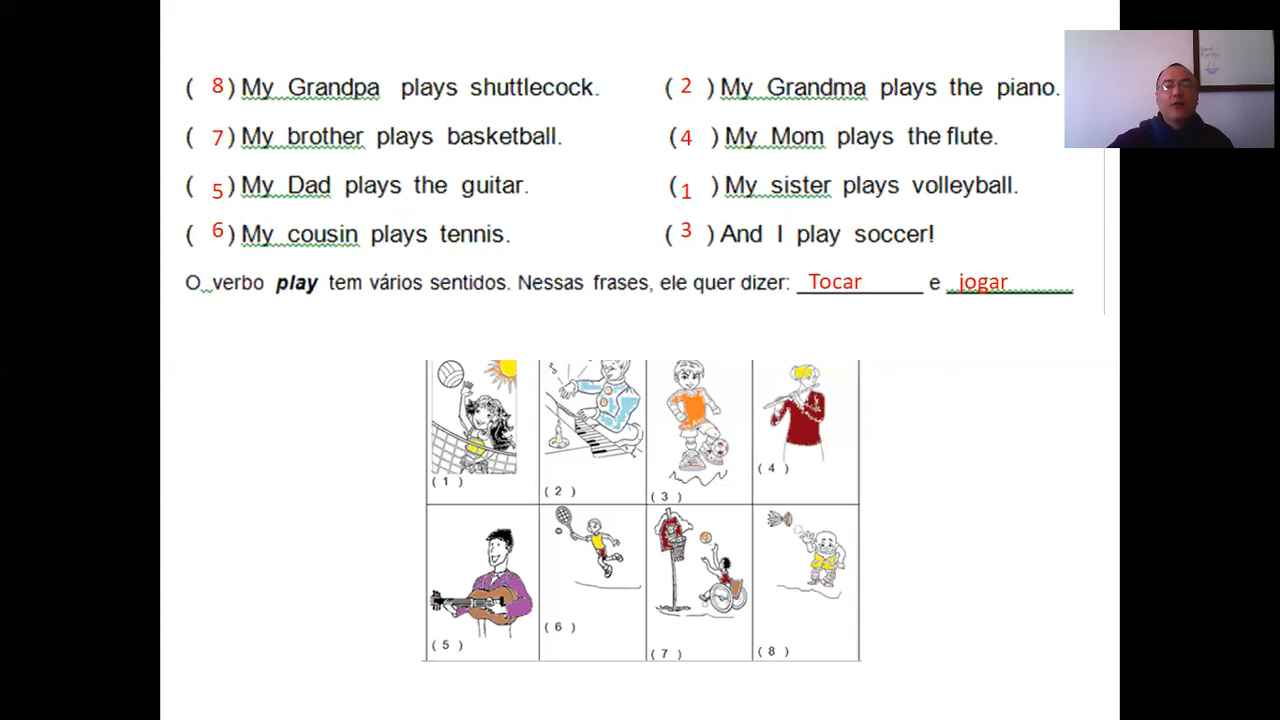 ( 8 ) My Grandpa plays shuttlecock. ( 2 ) My Grandma plays the piano.
( 7 ) My brother plays basketball. ( 4 ) My Mom plays the flute.
( 5 ) My Dad plays the guitar. ( 1 ) My sister plays volleyball.
( 6 ) My cousin plays tennis. ( 3 ) And I play soccer!
O verbo play tem vários sentidos. Nessas frases, ele quer dizer: Tocar e jogar
( 1 ) ( 2 ) ( 3 ) ( 4 )
( 5 ) ( 6 ) ( 7 ) ( 8 )